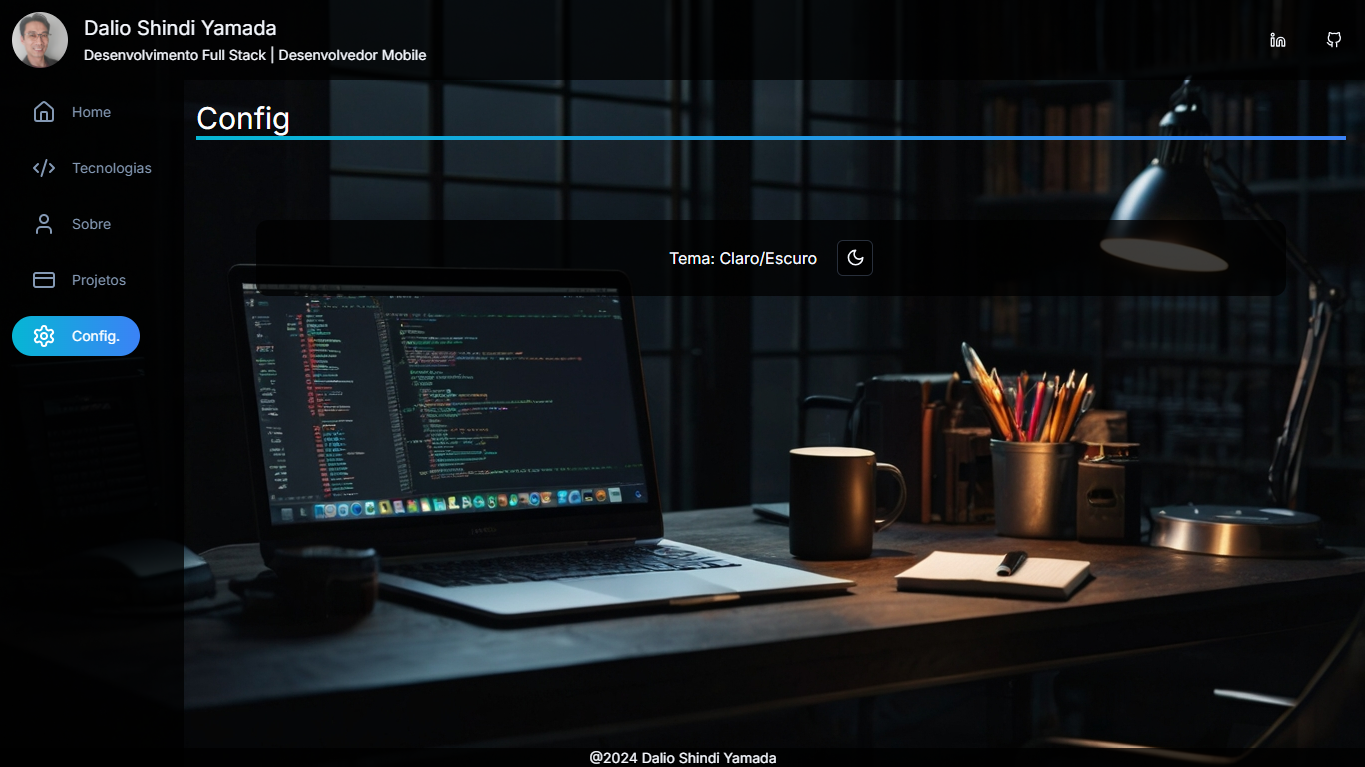 Dalio Shindi Yamada
Desenvolvimento Full Stack | Desenvolvedor Mobile
Home
Tecnologias
Sobre
Projetos
Config.
Config
Tema: Claro/Escuro
@2024 Dalio Shindi Yamada